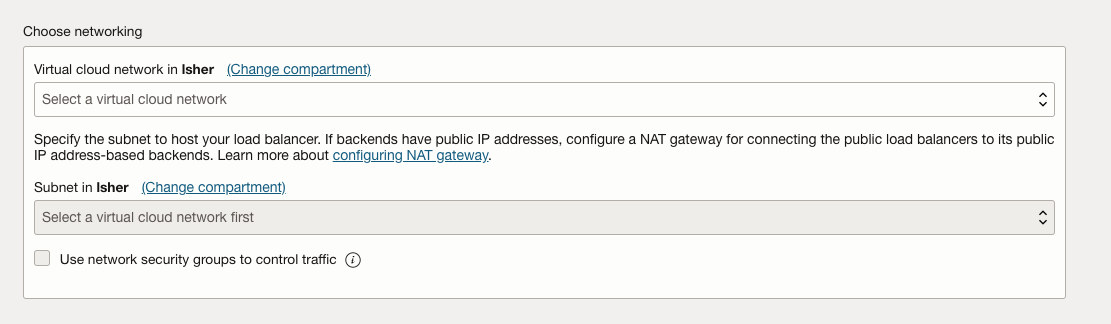 Choose networking
Virtual cloud network in Isher (Change compartment)
Select a virtual cloud network
Specify the subnet to host your load balancer. If backends have public IP addresses, configure a NAT gateway for connecting the public load balancers to its public
IP address-based backends. Learn more about configuring NAT gateway.
Subnet in Isher (Change compartment)
Select a virtual cloud network first
Use network security groups to control traffic i